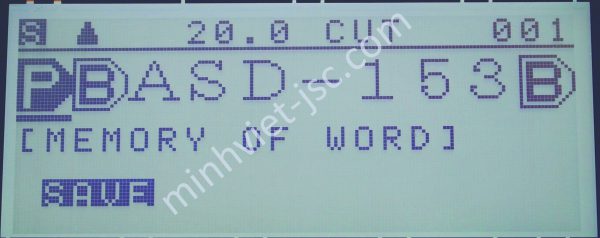 S ▲ 20.0 CUT 001
PBASD-153B
[MEMORY OF WORD]
SAVE
minhviet-jsc.com